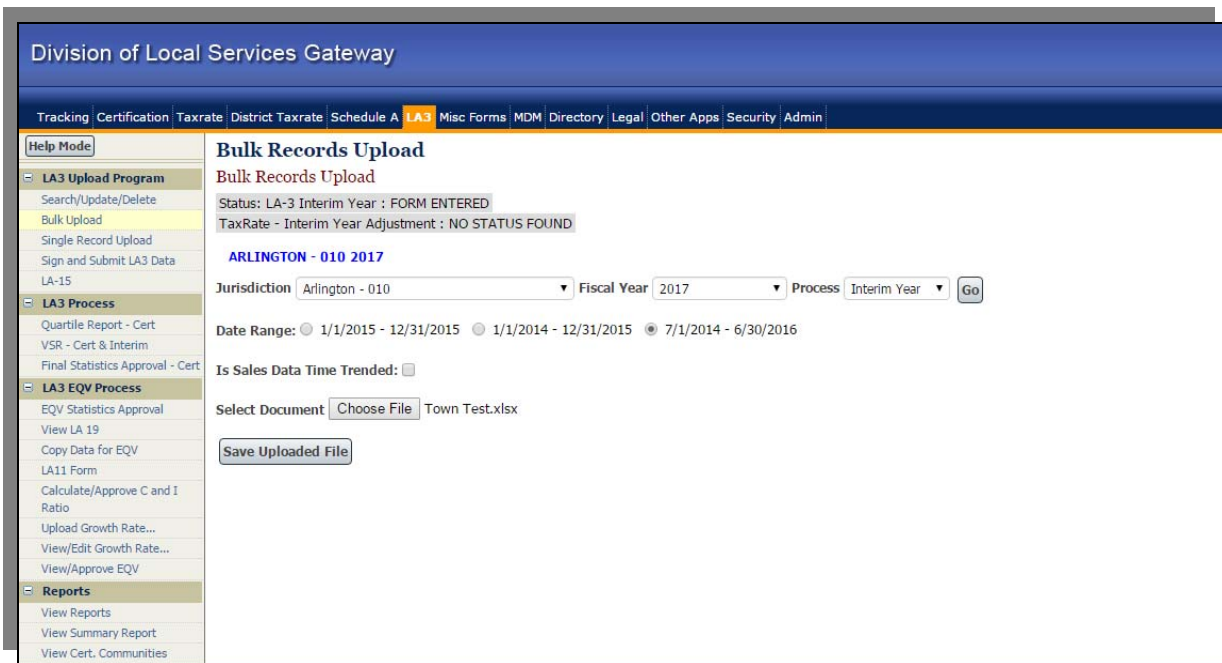 Division of Local Services Gateway
Tracking Certification Taxrate District Taxrate Schedule A LA3 Misc Forms MDM Directory Legal Other Apps Security Admin
Help Mode
LA3 Upload Program
Search/Update/Delete
Bulk Upload
Single Record Upload
Sign and Submit LA3 Data
LA-15
LA3 Process
Quartile Report - Cert
VSR - Cert & Interim
Final Statistics Approval - Cert
LA3 EQV Process
EQV Statistics Approval
View LA 19
Copy Data for EQV
LA11 Form
Calculate/Approve C and I
Ratio
Upload Growth Rate...
View/Edit Growth Rate...
View/Approve EQV
Reports
View Reports
View Summary Report
View Cert. Communities
Bulk Records Upload
Bulk Records Upload
Status: LA-3 Interim Year : FORM ENTERED
TaxRate - Interim Year Adjustment : NO STATUS FOUND
ARLINGTON - 010 2017
Jurisdiction Arlington - 010 Fiscal Year 2017 Process Interim Year Go
Date Range: 1/1/2015 - 12/31/2015 1/1/2014 - 12/31/2015 7/1/2014 - 6/30/2016
Is Sales Data Time Trended:
Select Document Choose File Town Test.xlsx
Save Uploaded File